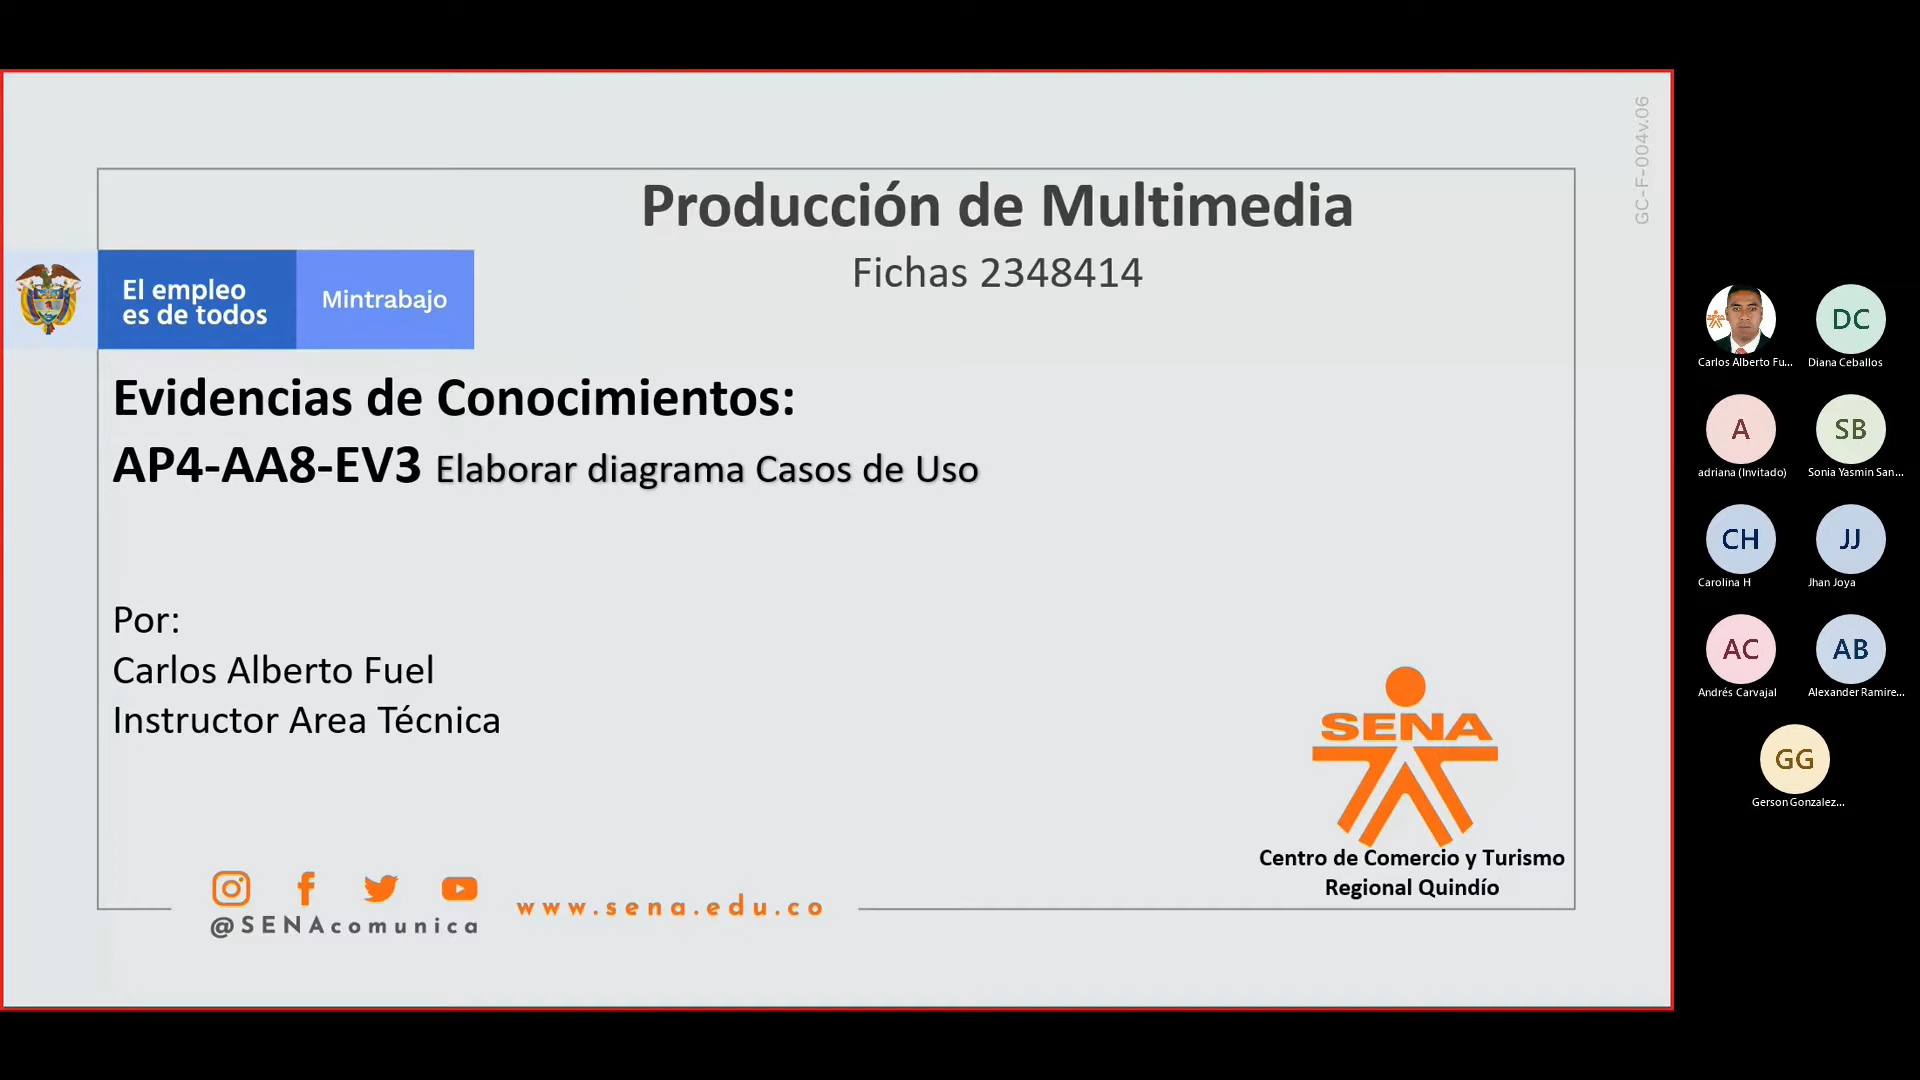 GC-F-004v.06
Producción de Multimedia
Fichas 2348414
El empleo
es de todos
Mintrabajo
Evidencias de Conocimientos:
AP4-AA8-EV3 Elaborar diagrama Casos de Uso
Por:
Carlos Alberto Fuel
Instructor Area Técnica
SENA
Centro de Comercio y Turismo
Regional Quindío
@SENAcomunica
www.sena.edu.co
Carlos Alberto Fu...
DC
Diana Ceballos
A
adriana (Invitado)
SB
Sonia Yasmin San...
CH
Carolina H
JJ
Jhan Joya
AC
Andrés Carvajal
AB
Alexander Ramire...
GG
Gerson Gonzalez...